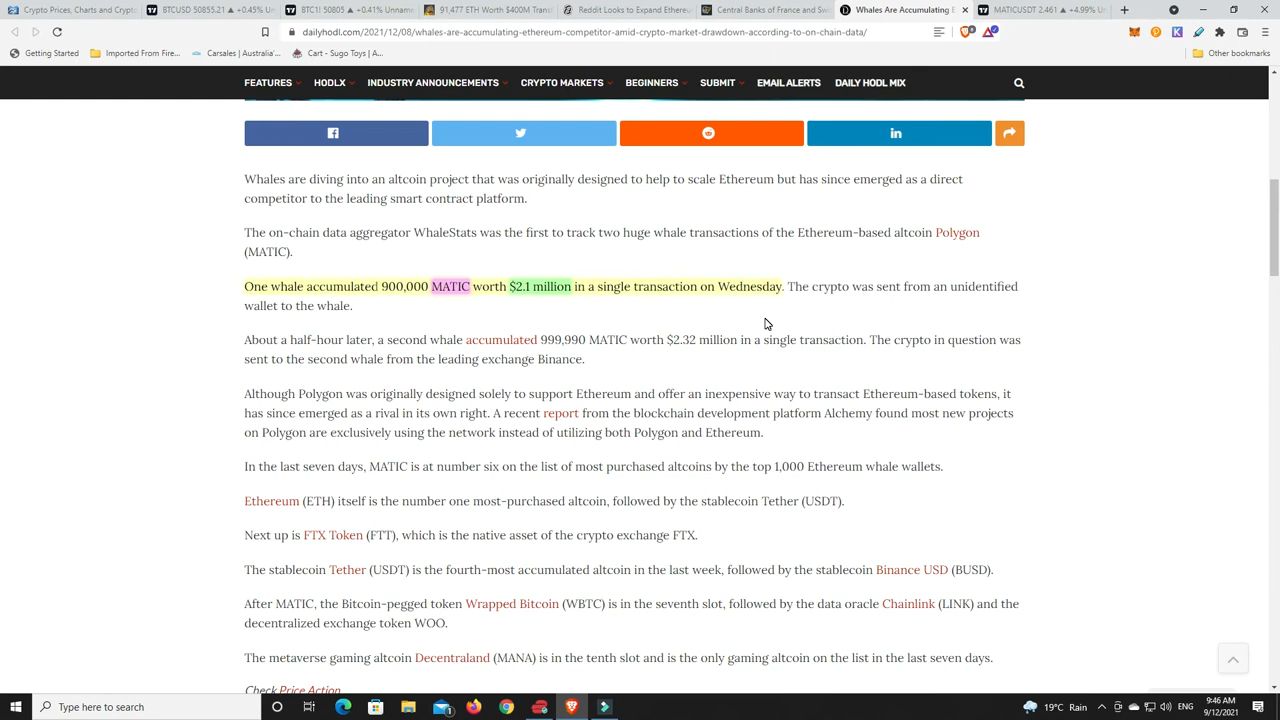 Crypto Prices, Charts and Crypto
BTCUSD 50855.21 ▲ +0.45% Un
BTC1! 50805 ▲ +0.41% Unname
91,477 ETH Worth $400M Trans
Reddit Looks to Expand Ethereu
Central Banks of France and Sw
Whales Are Accumulating E
MATICUSDT 2.461 ▲ +4.99% Un
dailyhodl.com/2021/12/08/whales-are-accumulating-ethereum-competitor-amid-crypto-market-drawdown-according-to-on-chain-data/
Getting Started
Imported From Fire...
Carsales | Australia'...
Cart - Sugo Toys | A...
Other bookmarks
FEATURES
HODLX
INDUSTRY ANNOUNCEMENTS
CRYPTO MARKETS
BEGINNERS
SUBMIT
EMAIL ALERTS
DAILY HODL MIX
Whales are diving into an altcoin project that was originally designed to help to scale Ethereum but has since emerged as a direct
competitor to the leading smart contract platform.
The on-chain data aggregator WhaleStats was the first to track two huge whale transactions of the Ethereum-based altcoin Polygon
(MATIC).
One whale accumulated 900,000 MATIC worth $2.1 million in a single transaction on Wednesday. The crypto was sent from an unidentified
wallet to the whale.
About a half-hour later, a second whale accumulated 999,990 MATIC worth $2.32 million in a single transaction. The crypto in question was
sent to the second whale from the leading exchange Binance.
Although Polygon was originally designed solely to support Ethereum and offer an inexpensive way to transact Ethereum-based tokens, it
has since emerged as a rival in its own right. A recent report from the blockchain development platform Alchemy found most new projects
on Polygon are exclusively using the network instead of utilizing both Polygon and Ethereum.
In the last seven days, MATIC is at number six on the list of most purchased altcoins by the top 1,000 Ethereum whale wallets.
Ethereum (ETH) itself is the number one most-purchased altcoin, followed by the stablecoin Tether (USDT).
Next up is FTX Token (FTT), which is the native asset of the crypto exchange FTX.
The stablecoin Tether (USDT) is the fourth-most accumulated altcoin in the last week, followed by the stablecoin Binance USD (BUSD).
After MATIC, the Bitcoin-pegged token Wrapped Bitcoin (WBTC) is in the seventh slot, followed by the data oracle Chainlink (LINK) and the
decentralized exchange token WOO.
The metaverse gaming altcoin Decentraland (MANA) is in the tenth slot and is the only gaming altcoin on the list in the last seven days.
Check Price Action
Type here to search
19°C Rain
9:46 AM
9/12/2021